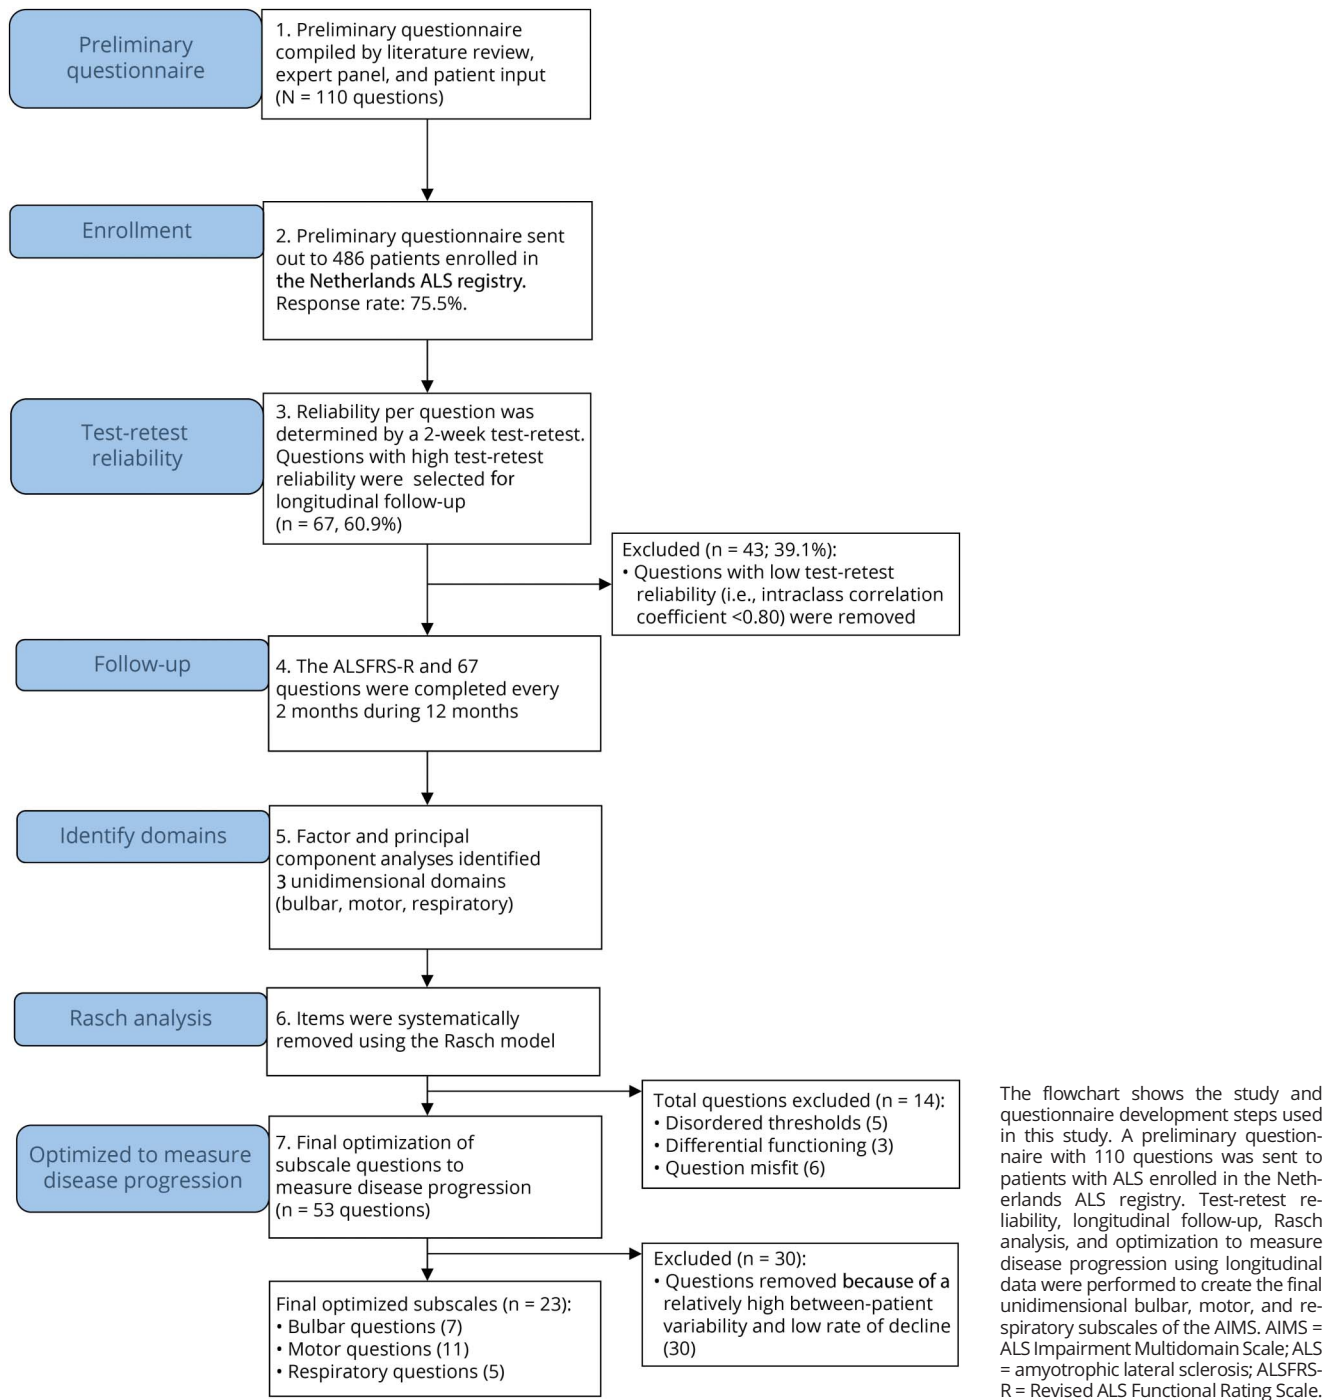 Preliminary
questionnaire
1. Preliminary questionnaire
compiled by literature review,
expert panel, and patient input
(N = 110 questions)
Enrollment
2. Preliminary questionnaire sent
out to 486 patients enrolled in
the Netherlands ALS registry.
Response rate: 75.5%.
Test-retest
reliability
3. Reliability per question was
determined by a 2-week test-retest.
Questions with high test-retest
reliability were selected for
longitudinal follow-up
(n = 67, 60.9%)
Excluded (n = 43; 39.1%):
• Questions with low test-retest
reliability (i.e., intraclass correlation
coefficient <0.80) were removed
Follow-up
4. The ALSFRS-R and 67
questions were completed every
2 months during 12 months
Identify domains
5. Factor and principal
component analyses identified
3 unidimensional domains
(bulbar, motor, respiratory)
Rasch analysis
6. Items were systematically
removed using the Rasch model
Total questions excluded (n = 14):
• Disordered thresholds (5)
• Differential functioning (3)
• Question misfit (6)
Optimized to measure
disease progression
7. Final optimization of
subscale questions to
measure disease progression
(n = 53 questions)
Excluded (n = 30):
• Questions removed because of a
relatively high between-patient
variability and low rate of decline
(30)
Final optimized subscales (n = 23):
• Bulbar questions (7)
• Motor questions (11)
• Respiratory questions (5)
The flowchart shows the study and
questionnaire development steps used
in this study. A preliminary question-
naire with 110 questions was sent to
patients with ALS enrolled in the Neth-
erlands ALS registry. Test-retest re-
liability, longitudinal follow-up, Rasch
analysis, and optimization to measure
disease progression using longitudinal
data were performed to create the final
unidimensional bulbar, motor, and re-
spiratory subscales of the AIMS. AIMS =
ALS Impairment Multidomain Scale; ALS
= amyotrophic lateral sclerosis; ALSFRS-
R = Revised ALS Functional Rating Scale.